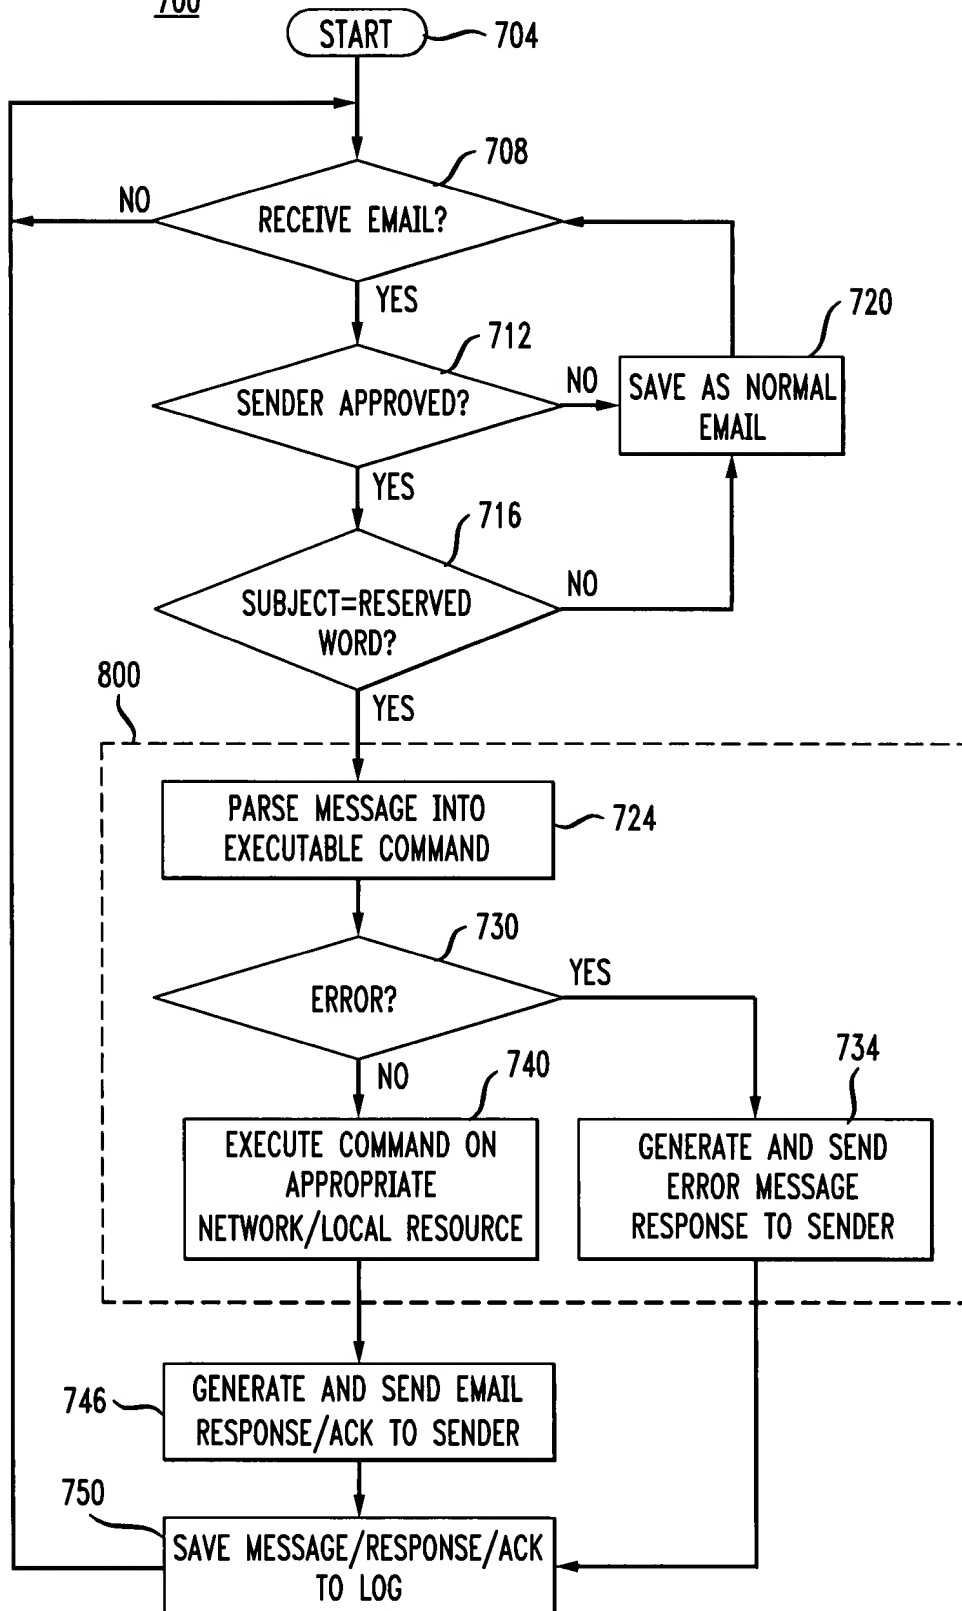 700
START
704
708
NO
RECEIVE EMAIL?
YES
720
712
SENDER APPROVED?
NO
SAVE AS NORMAL
EMAIL
YES
716
SUBJECT=RESERVED
WORD?
NO
800
YES
PARSE MESSAGE INTO
EXECUTABLE COMMAND
724
730
ERROR?
YES
NO
740
734
EXECUTE COMMAND ON
APPROPRIATE
NETWORK/LOCAL RESOURCE
GENERATE AND SEND
ERROR MESSAGE
RESPONSE TO SENDER
746
GENERATE AND SEND EMAIL
RESPONSE/ACK TO SENDER
750
SAVE MESSAGE/RESPONSE/ACK
TO LOG